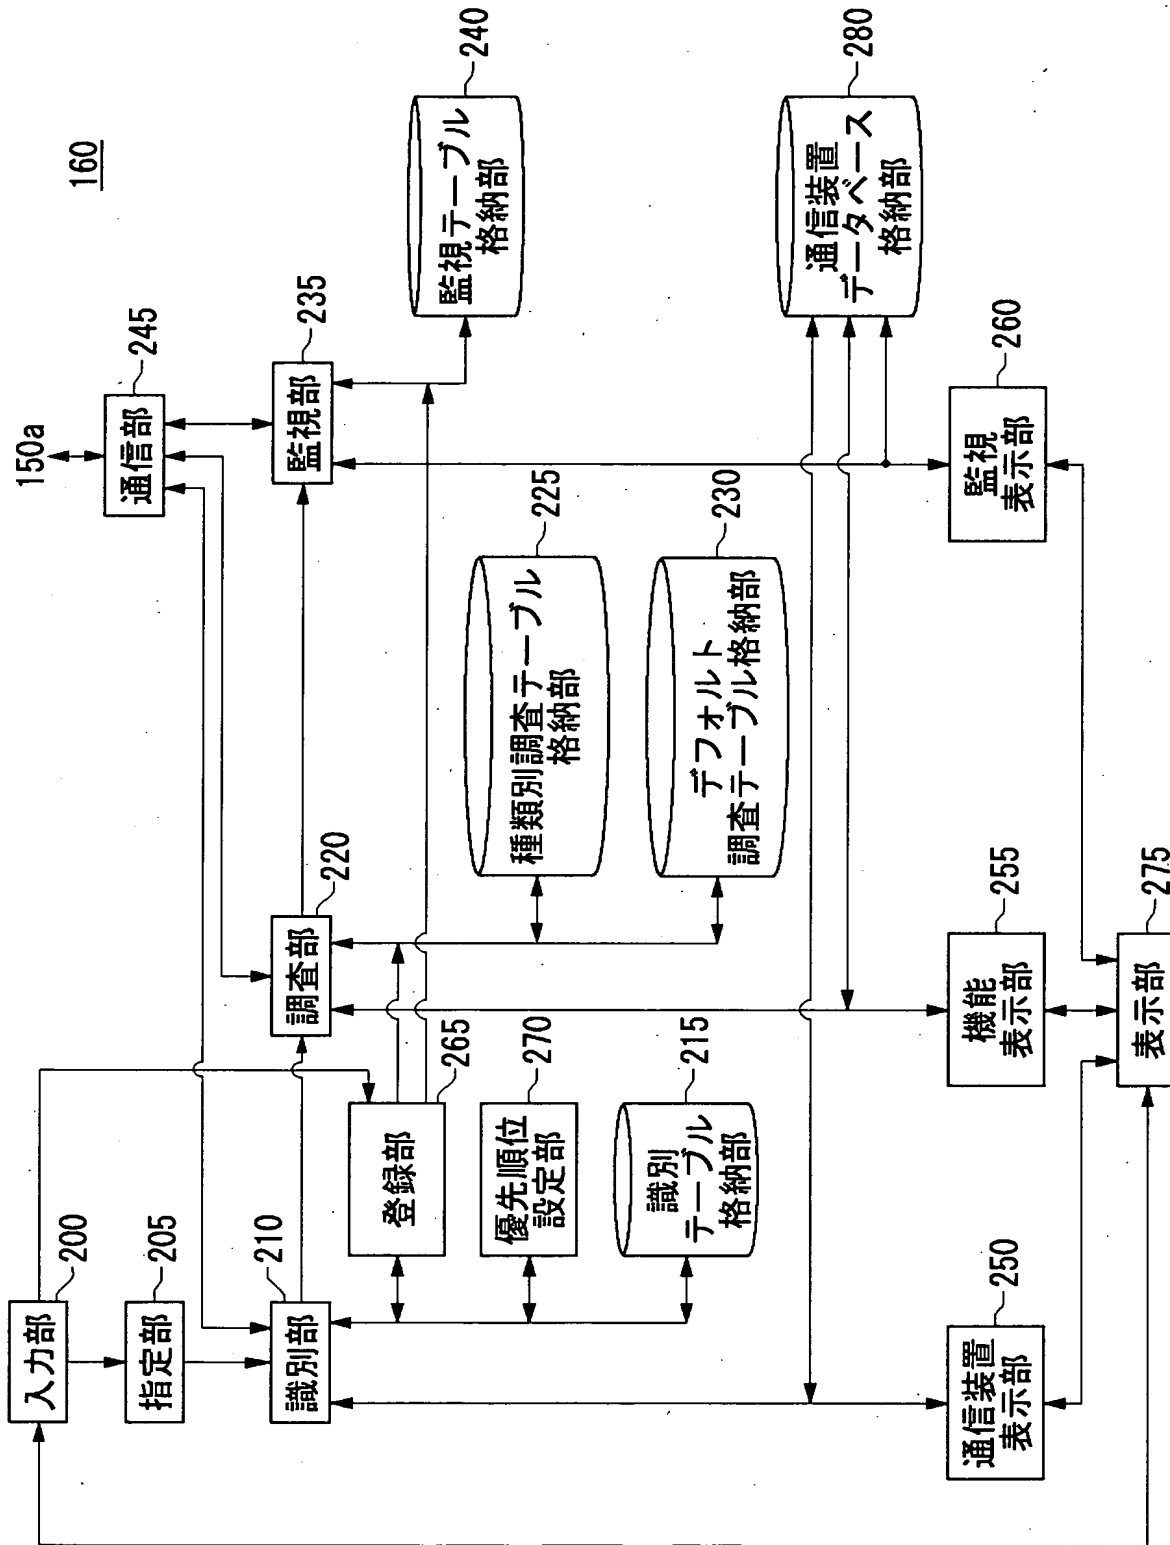 160
入力部
200
指定部
205
識別部
210
登録部
265
優先順位
設定部
270
識別
テーブル
格納部
215
調査部
220
種類別調査テーブル
格納部
225
デフォルト
調査テーブル格納部
230
150a
通信部
245
監視部
235
監視テーブル
格納部
240
通信装置
データベース
格納部
280
通信装置
表示部
250
機能
表示部
255
監視
表示部
260
表示部
275